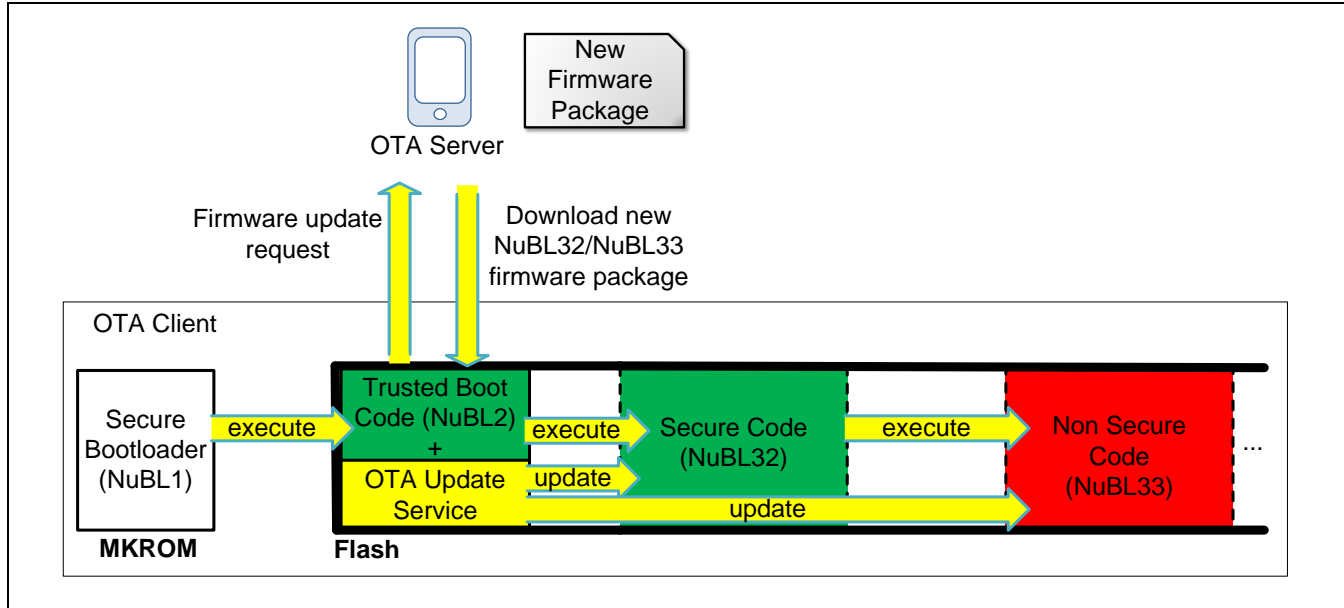 New
Firmware
Package
OTA Server
Firmware update
request
Download new
NuBL32/NuBL33
firmware package
OTA Client
Secure
Bootloader
(NuBL1)
execute
Trusted Boot
Code (NuBL2)
+
OTA Update
Service
execute
update
Secure Code
(NuBL32)
execute
update
Non Secure
Code
(NuBL33)
...
MKROM
Flash